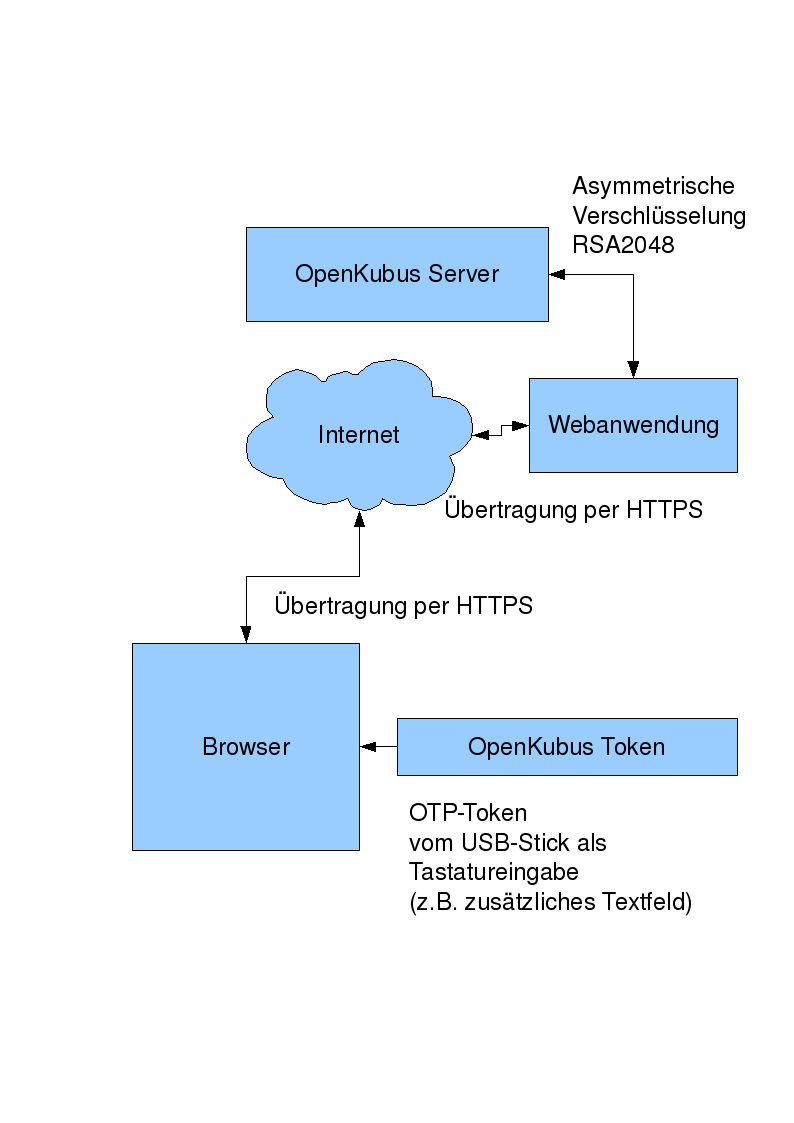 Asymmetrische
Verschlüsselung
RSA2048
OpenKubus Server
Internet
Webanwendung
Übertragung per HTTPS
Übertragung per HTTPS
Browser
OpenKubus Token
OTP-Token
vom USB-Stick als
Tastatureingabe
(z.B. zusätzliches Textfeld)